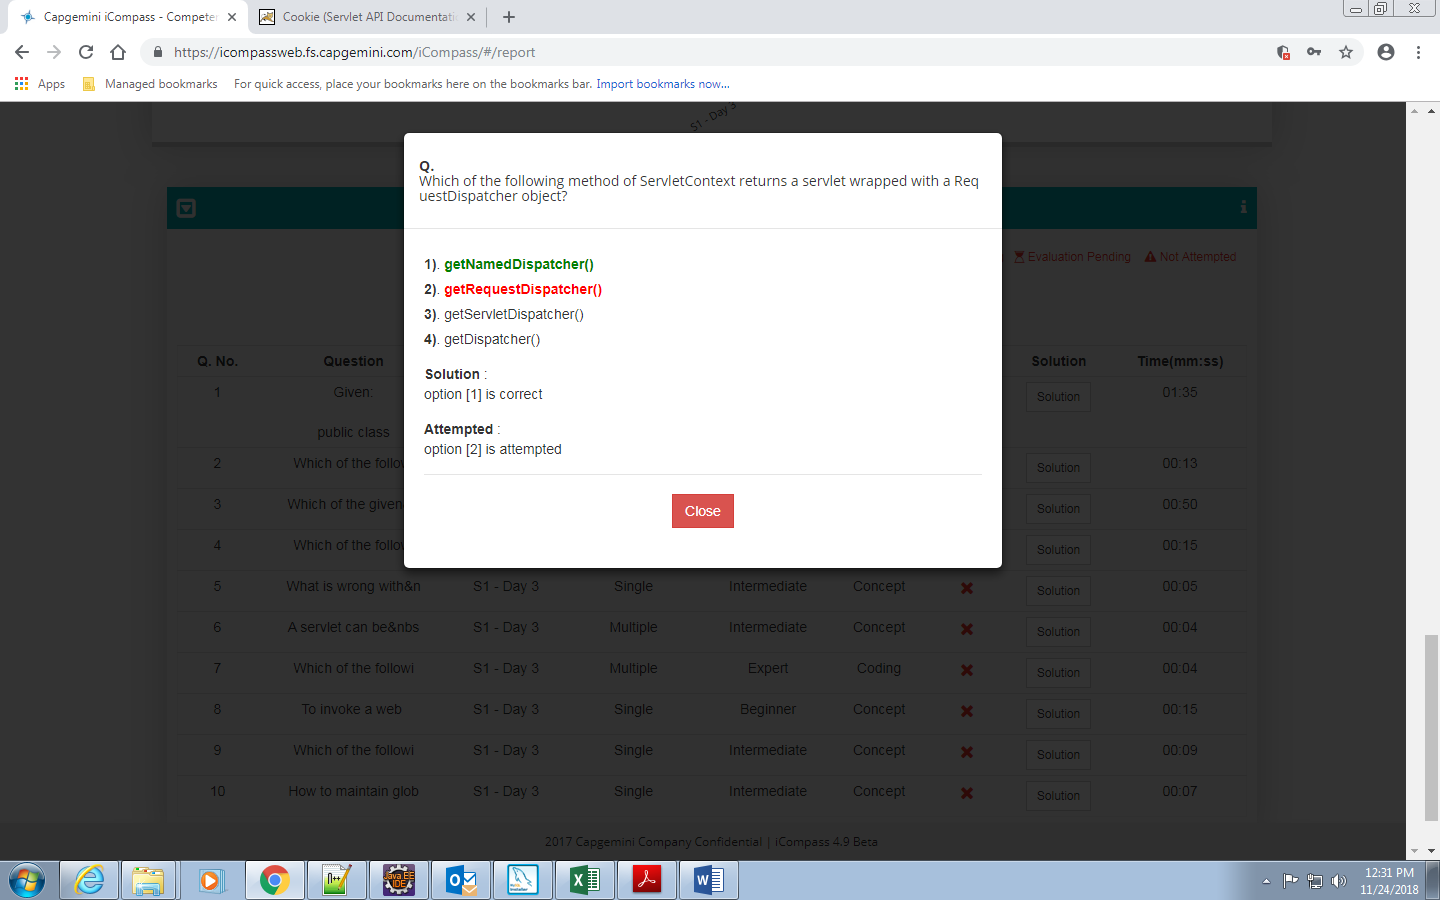 Capgemini iCompass - Competen
Cookie (Servlet API Documentati
https://icompassweb.fs.capgemini.com/iCompass/#/report
Apps
Managed bookmarks
For quick access, place your bookmarks here on the bookmarks bar. Import bookmarks now...
S1 - Day 3
Q.
Which of the following method of ServletContext returns a servlet wrapped with a Req
uestDispatcher object?
Evaluation Pending
Not Attempted
1). getNamedDispatcher()
2). getRequestDispatcher()
3). getServletDispatcher()
4). getDispatcher()
Solution :
option [1] is correct
Attempted :
option [2] is attempted
Close
Q. No. Question Solution Time(mm:ss)
1 Given: Solution 01:35
public class
2 Which of the follo Solution 00:13
3 Which of the given Solution 00:50
4 Which of the follo Solution 00:15
5 What is wrong with&n S1 - Day 3 Single Intermediate Concept Solution 00:05
6 A servlet can be&nbs S1 - Day 3 Multiple Intermediate Concept Solution 00:04
7 Which of the followi S1 - Day 3 Multiple Expert Coding Solution 00:04
8 To invoke a web S1 - Day 3 Single Beginner Concept Solution 00:15
9 Which of the followi S1 - Day 3 Single Intermediate Concept Solution 00:09
10 How to maintain glob S1 - Day 3 Single Intermediate Concept Solution 00:07
2017 Capgemini Company Confidential | iCompass 4.9 Beta
Java EE
IDE
12:31 PM
11/24/2018